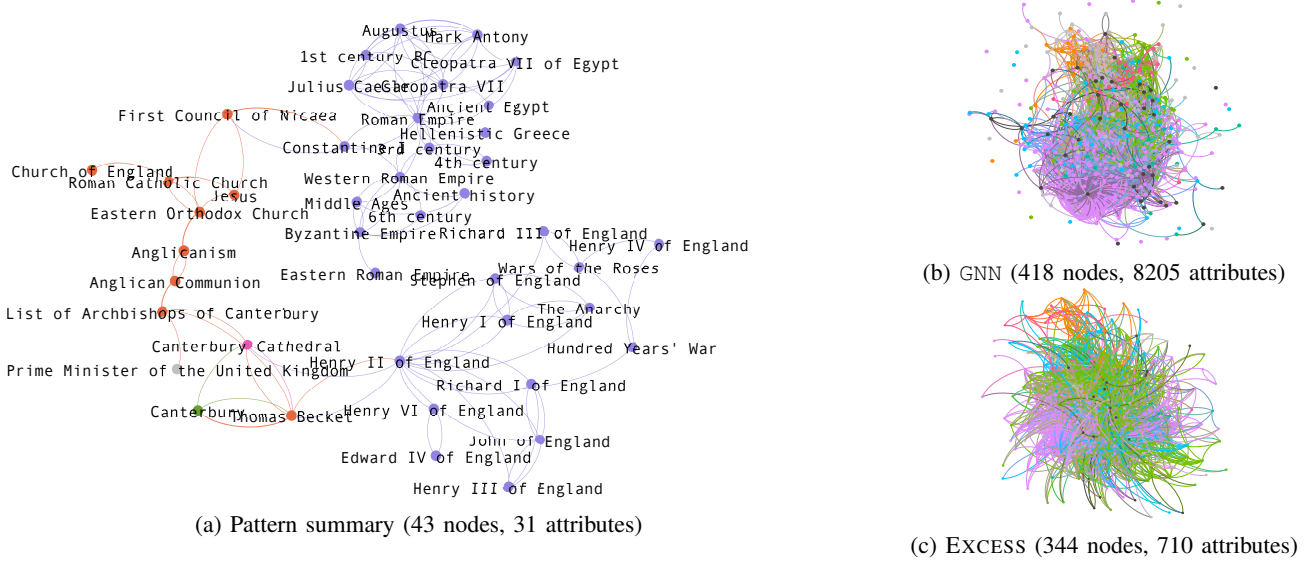 Augustus
Mark Antony
1st century BC
Cleopatra VII of Egypt
Julius Caesar
Cleopatra VII
Ancient Egypt
First Council of Nicaea
Roman Empire
Hellenistic Greece
Constantine I
3rd century
4th century
Church of England
Roman Catholic Church
Western Roman Empire
Jesus
Ancient history
Middle Ages
Eastern Orthodox Church
6th century
Byzantine Empire
Richard III of England
Henry IV of England
Anglicanism
Wars of the Roses
Eastern Roman Empire
Stephen of England
Anglican Communion
The Anarchy
List of Archbishops of Canterbury
Henry I of England
Canterbury Cathedral
Hundred Years' War
Henry II of England
Prime Minister of the United Kingdom
Richard I of England
Canterbury
Thomas Becket
Henry VI of England
John of England
Edward IV of England
Henry III of England
(a) Pattern summary (43 nodes, 31 attributes)
(b) GNN (418 nodes, 8205 attributes)
(c) EXCESS (344 nodes, 710 attributes)